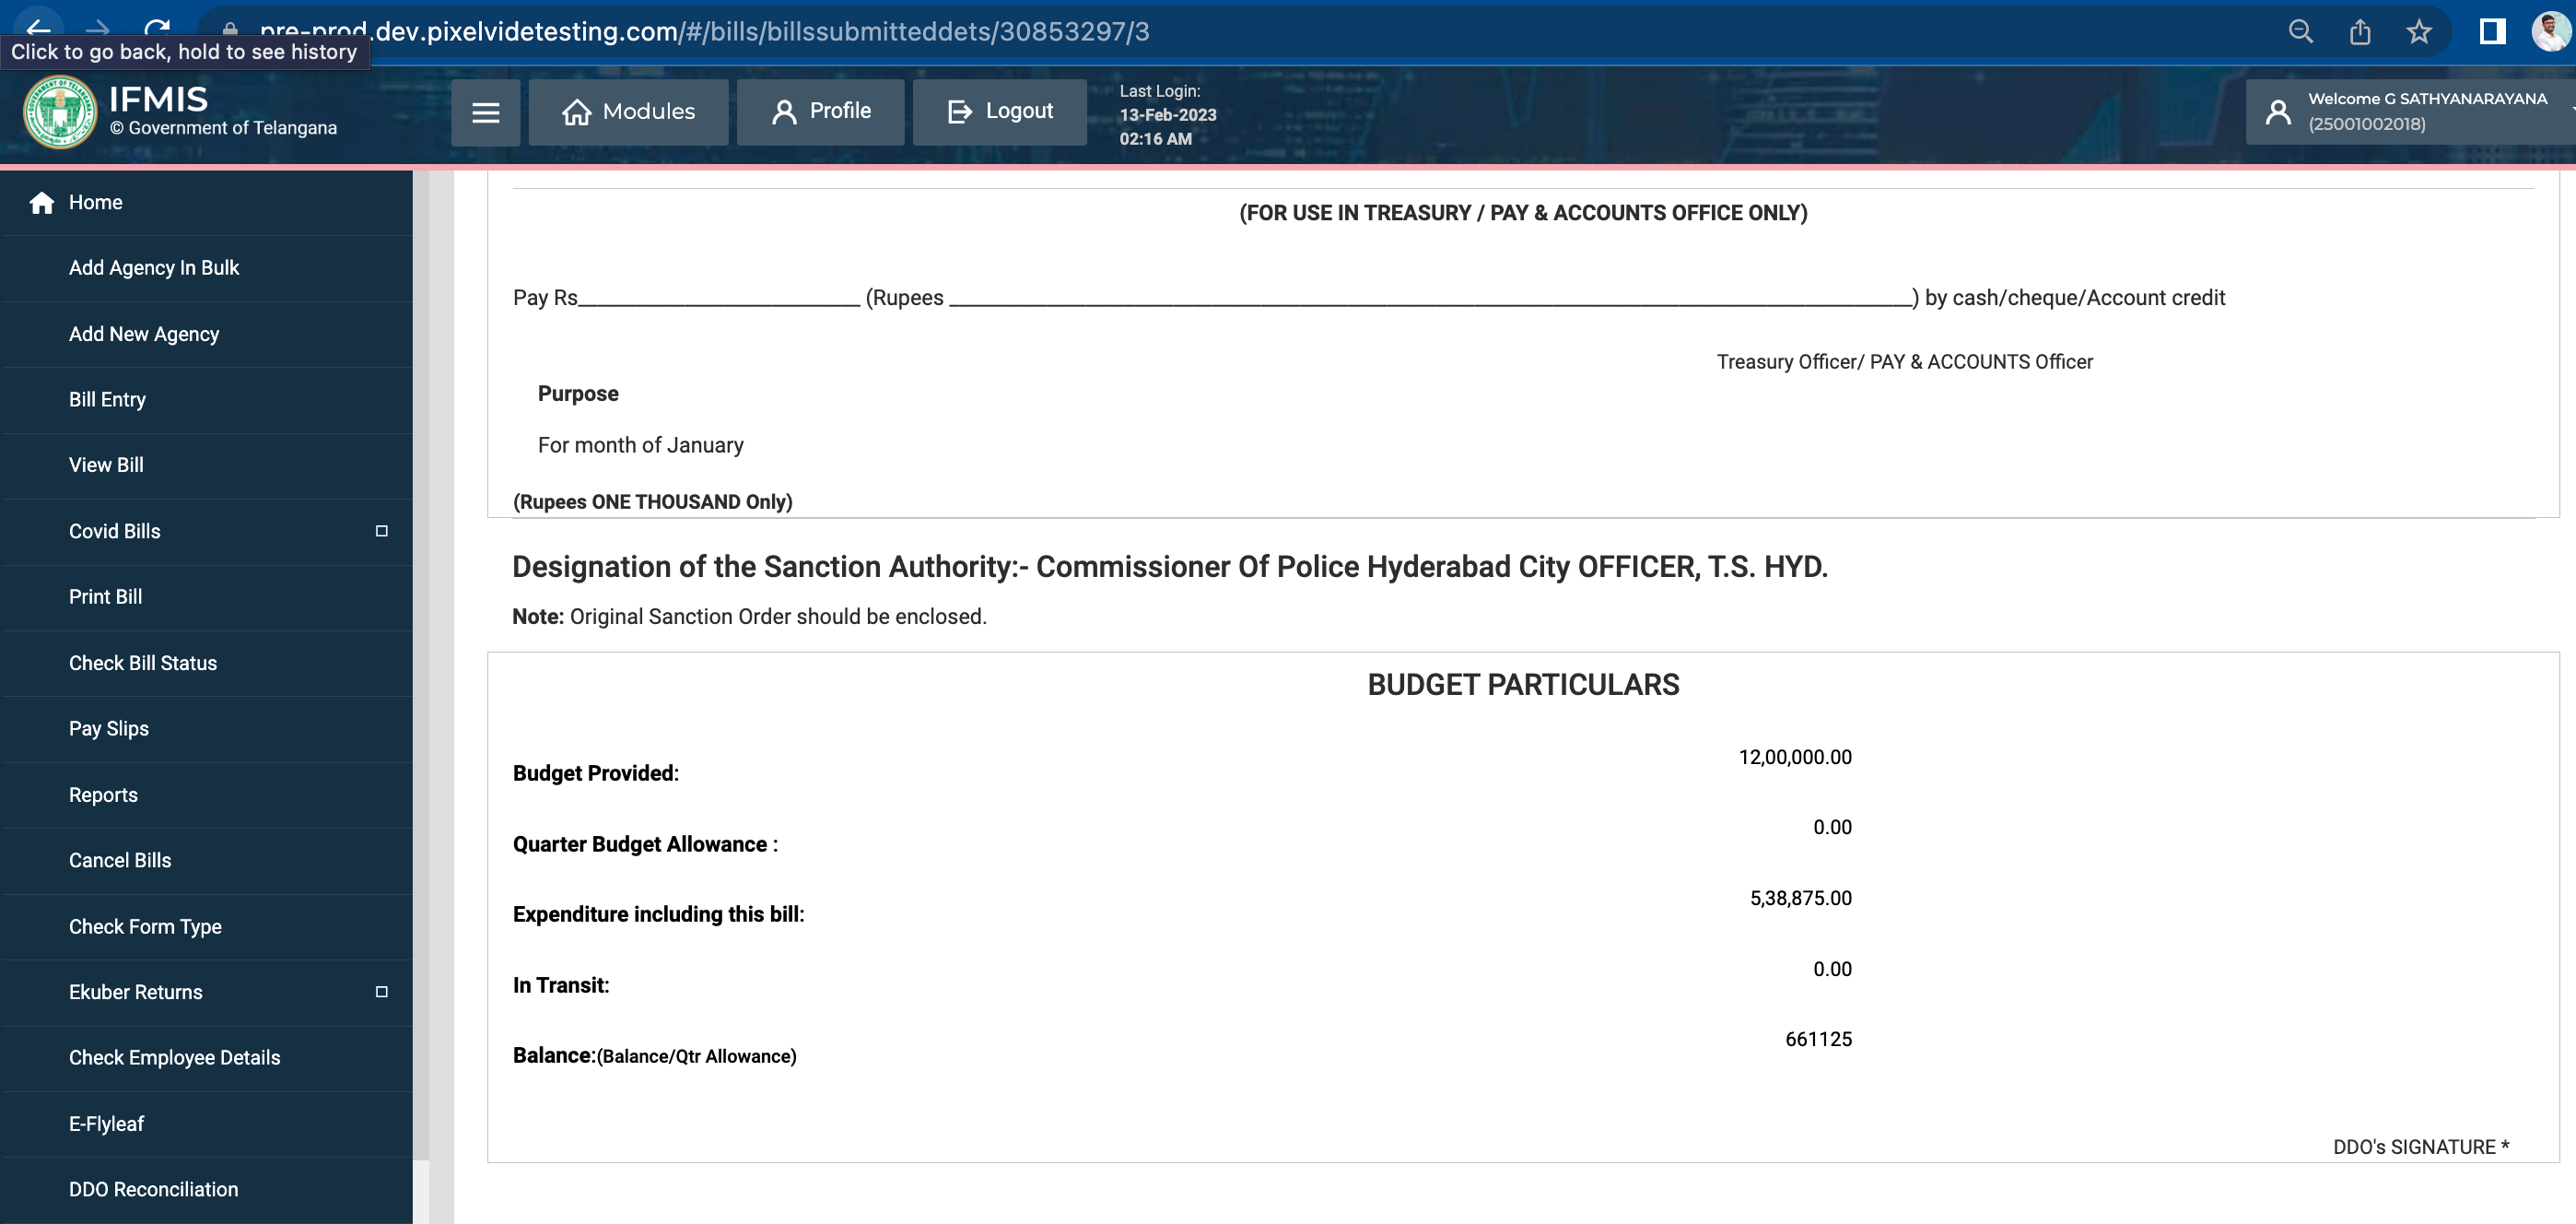 pre-prod.dev.pixelvidetesting.com/#/bills/billssubmitteddets/30853297/3
Click to go back, hold to see history
IFMIS
© Government of Telangana
Modules
Profile
Logout
Last Login:
13-Feb-2023
02:16 AM
Welcome G SATHYANARAYANA
(25001002018)
Home
Add Agency In Bulk
Add New Agency
Bill Entry
View Bill
Covid Bills
Print Bill
Check Bill Status
Pay Slips
Reports
Cancel Bills
Check Form Type
Ekuber Returns
Check Employee Details
E-Flyleaf
DDO Reconciliation
(FOR USE IN TREASURY / PAY & ACCOUNTS OFFICE ONLY)
Pay Rs__________________________ (Rupees __________________________________________________________________________________________) by cash/cheque/Account credit
Treasury Officer/ PAY & ACCOUNTS Officer
Purpose
For month of January
(Rupees ONE THOUSAND Only)
Designation of the Sanction Authority:- Commissioner Of Police Hyderabad City OFFICER, T.S. HYD.
Note: Original Sanction Order should be enclosed.
BUDGET PARTICULARS
Budget Provided: 12,00,000.00
Quarter Budget Allowance : 0.00
Expenditure including this bill: 5,38,875.00
In Transit: 0.00
Balance:(Balance/Qtr Allowance) 661125
DDO's SIGNATURE *